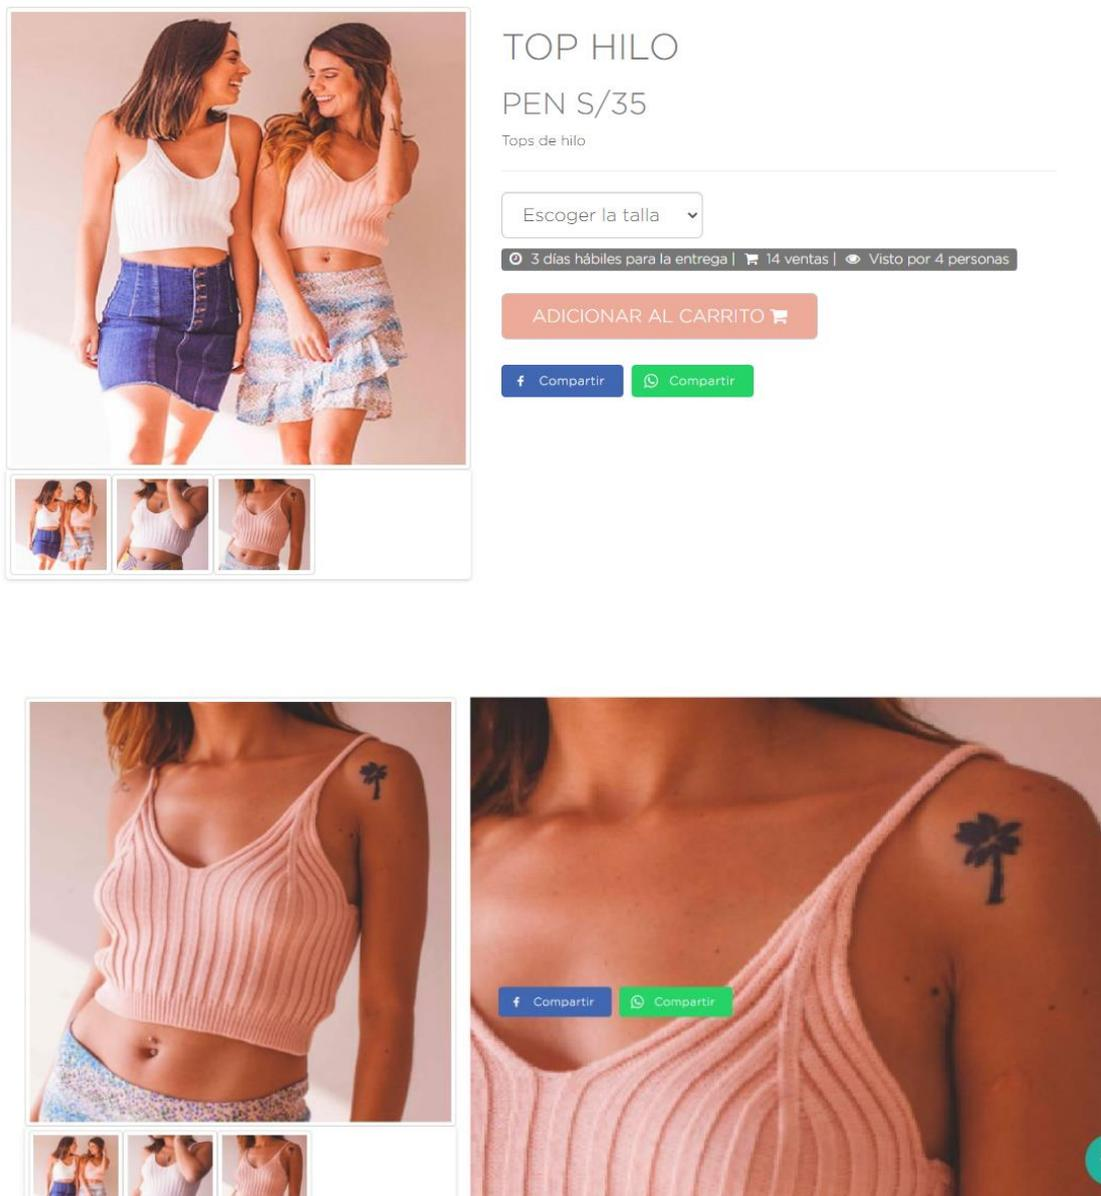 TOP HILO
PEN S/35
Tops de hilo
Escoger la talla
3 días hábiles para la entrega | 14 ventas | Visto por 4 personas
ADICIONAR AL CARRITO
Compartir Compartir
Compartir Compartir